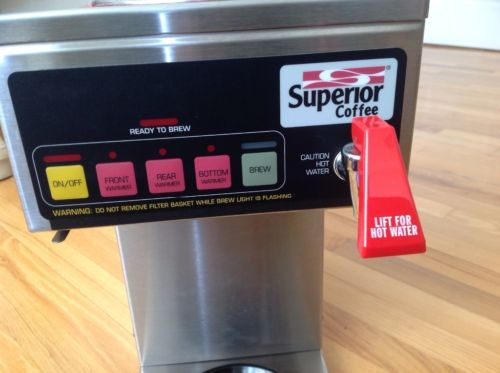 Superior®
Coffee
READY TO BREW
ON/OFF
FRONT
WARMER
REAR
WARMER
BOTTOM
WARMER
BREW
CAUTION
HOT
WATER
LIFT FOR
HOT WATER
WARNING: DO NOT REMOVE FILTER BASKET WHILE BREW LIGHT IS FLASHING